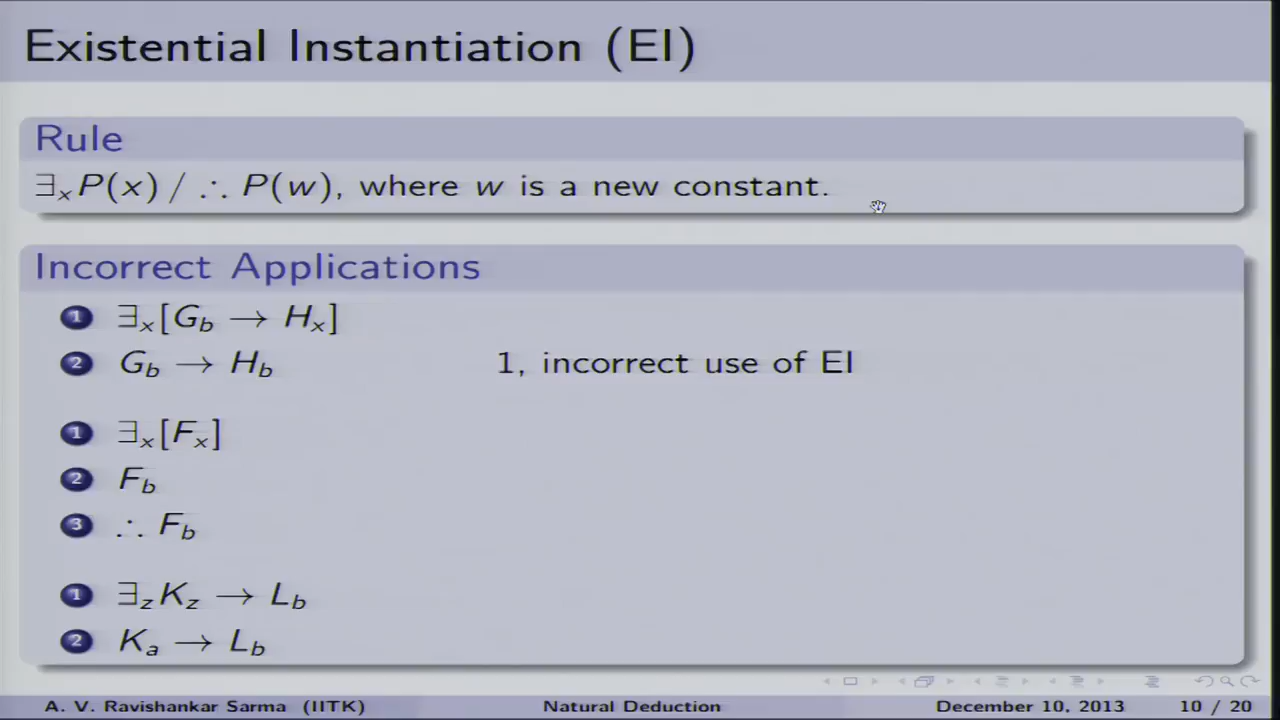 Existential Instantiation (EI)
Rule
∃ₓP(x) / ∴ P(w), where w is a new constant.
Incorrect Applications
1 ∃ₓ[G_b → Hₓ]
2 G_b → H_b 1, incorrect use of EI
1 ∃ₓ[Fₓ]
2 F_b
3 ∴ F_b
1 ∃_z K_z → L_b
2 K_a → L_b
A. V. Ravishankar Sarma (IITK) Natural Deduction December 10, 2013 10 / 20